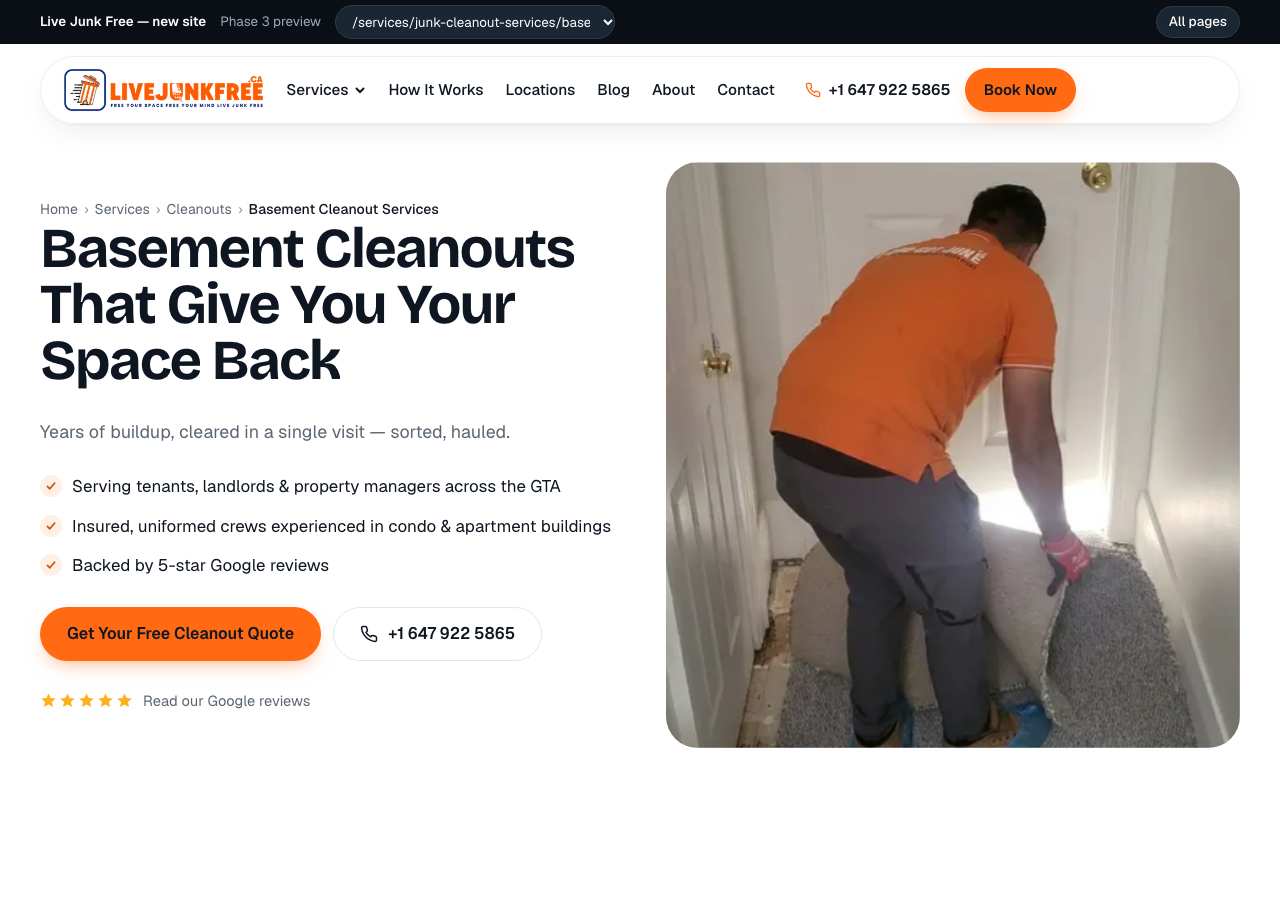 Live Junk Free — new site
Phase 3 preview
/services/junk-cleanout-services/base
All pages
LIVEJUNKFREE.CA
FREE YOUR SPACE FREE YOUR MIND LIVE JUNK FREE
Services
How It Works
Locations
Blog
About
Contact
+1 647 922 5865
Book Now
Home › Services › Cleanouts › Basement Cleanout Services
Basement Cleanouts
That Give You Your
Space Back
Years of buildup, cleared in a single visit — sorted, hauled.
Serving tenants, landlords & property managers across the GTA
Insured, uniformed crews experienced in condo & apartment buildings
Backed by 5-star Google reviews
Get Your Free Cleanout Quote
+1 647 922 5865
Read our Google reviews